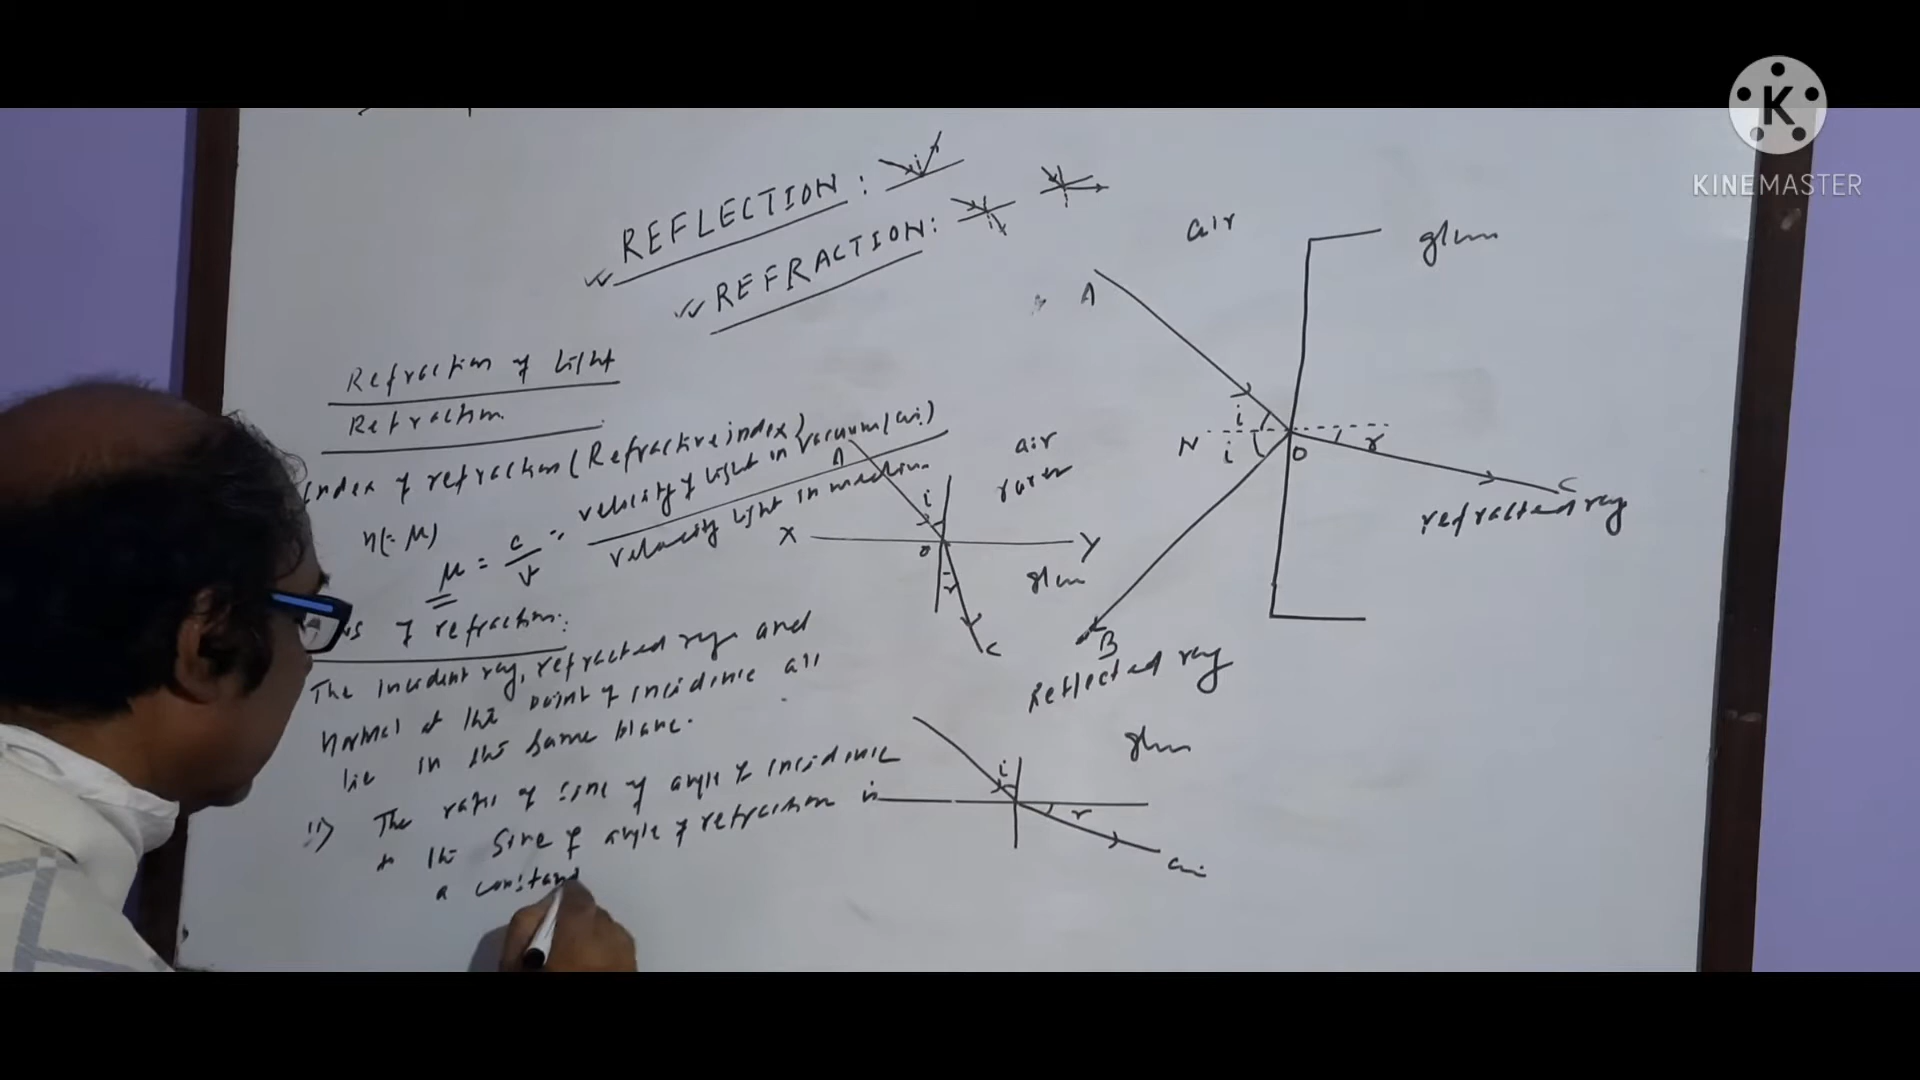 KINEMASTER
REFLECTION :
REFRACTION :
Refraction of Light
Refraction
Index of refraction (Refractive index)
n(= μ)
μ = c/v = velocity of light in vacuum (air) / velocity light in medium
of refraction :
The incident ray, refracted ray and
normal at the point of incidence all
lie in the same plane.
ii) The ratio of sine of angle of incidence
to the sine of angle of refraction is
a constant
air
glass
A
i
N
i
O
r
C
refracted ray
B
Reflected ray
A
air
rarer
i
X
O
Y
glass
r
C
glass
i
r
air